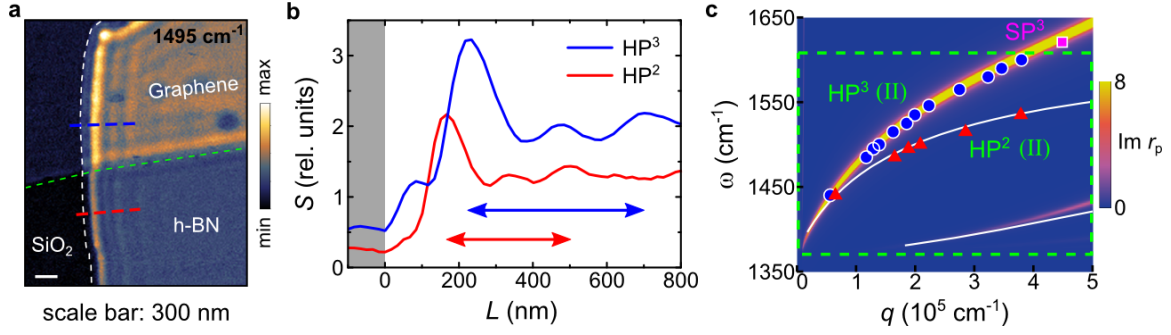 a
1495 cm⁻¹
Graphene
SiO₂
h-BN
max
min
scale bar: 300 nm
b
S (rel. units)
3
2
1
0
HP³
HP²
0
200
400
600
800
L (nm)
c
ω (cm⁻¹)
1650
1550
1450
1350
SP³
HP³ (II)
HP² (II)
0
1
2
3
4
5
q (10⁵ cm⁻¹)
8
Im rₚ
0